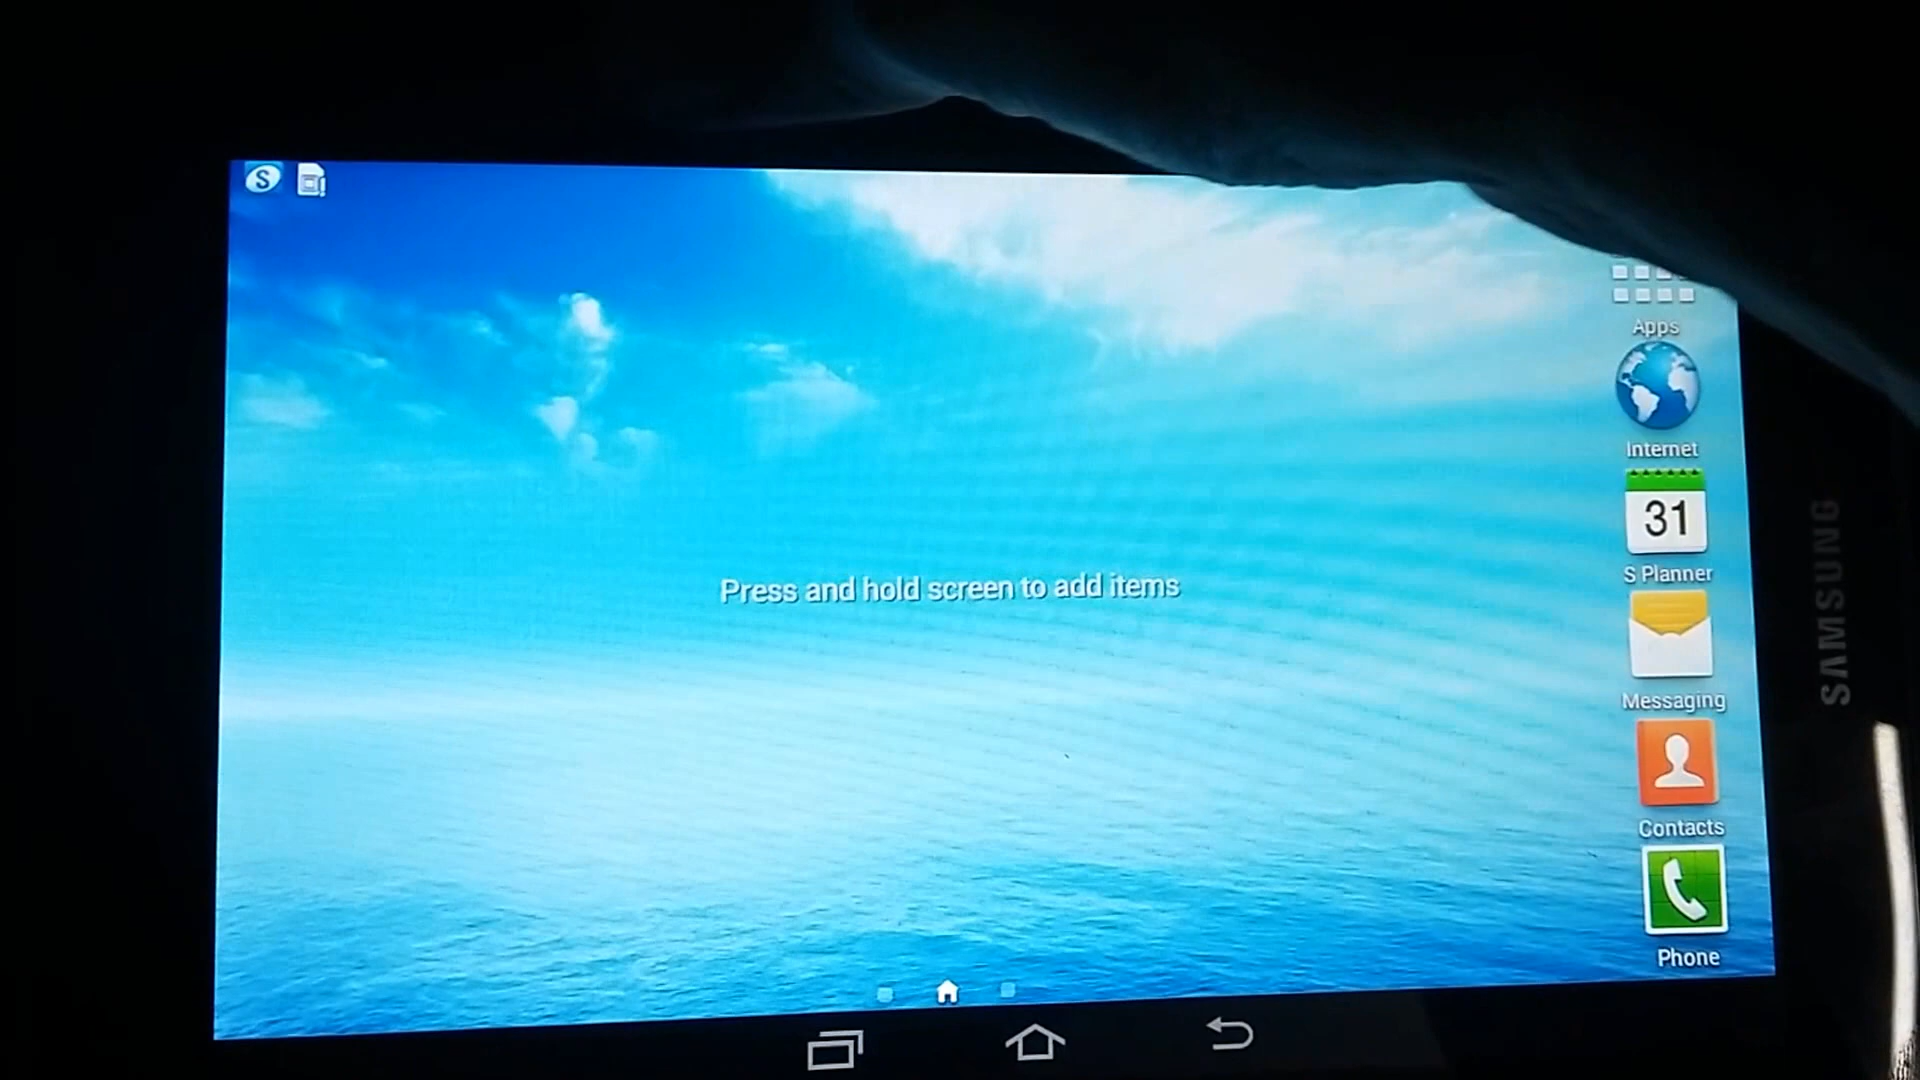 S
Apps
Internet
31
S Planner
Press and hold screen to add items
Messaging
Contacts
Phone
SAMSUNG